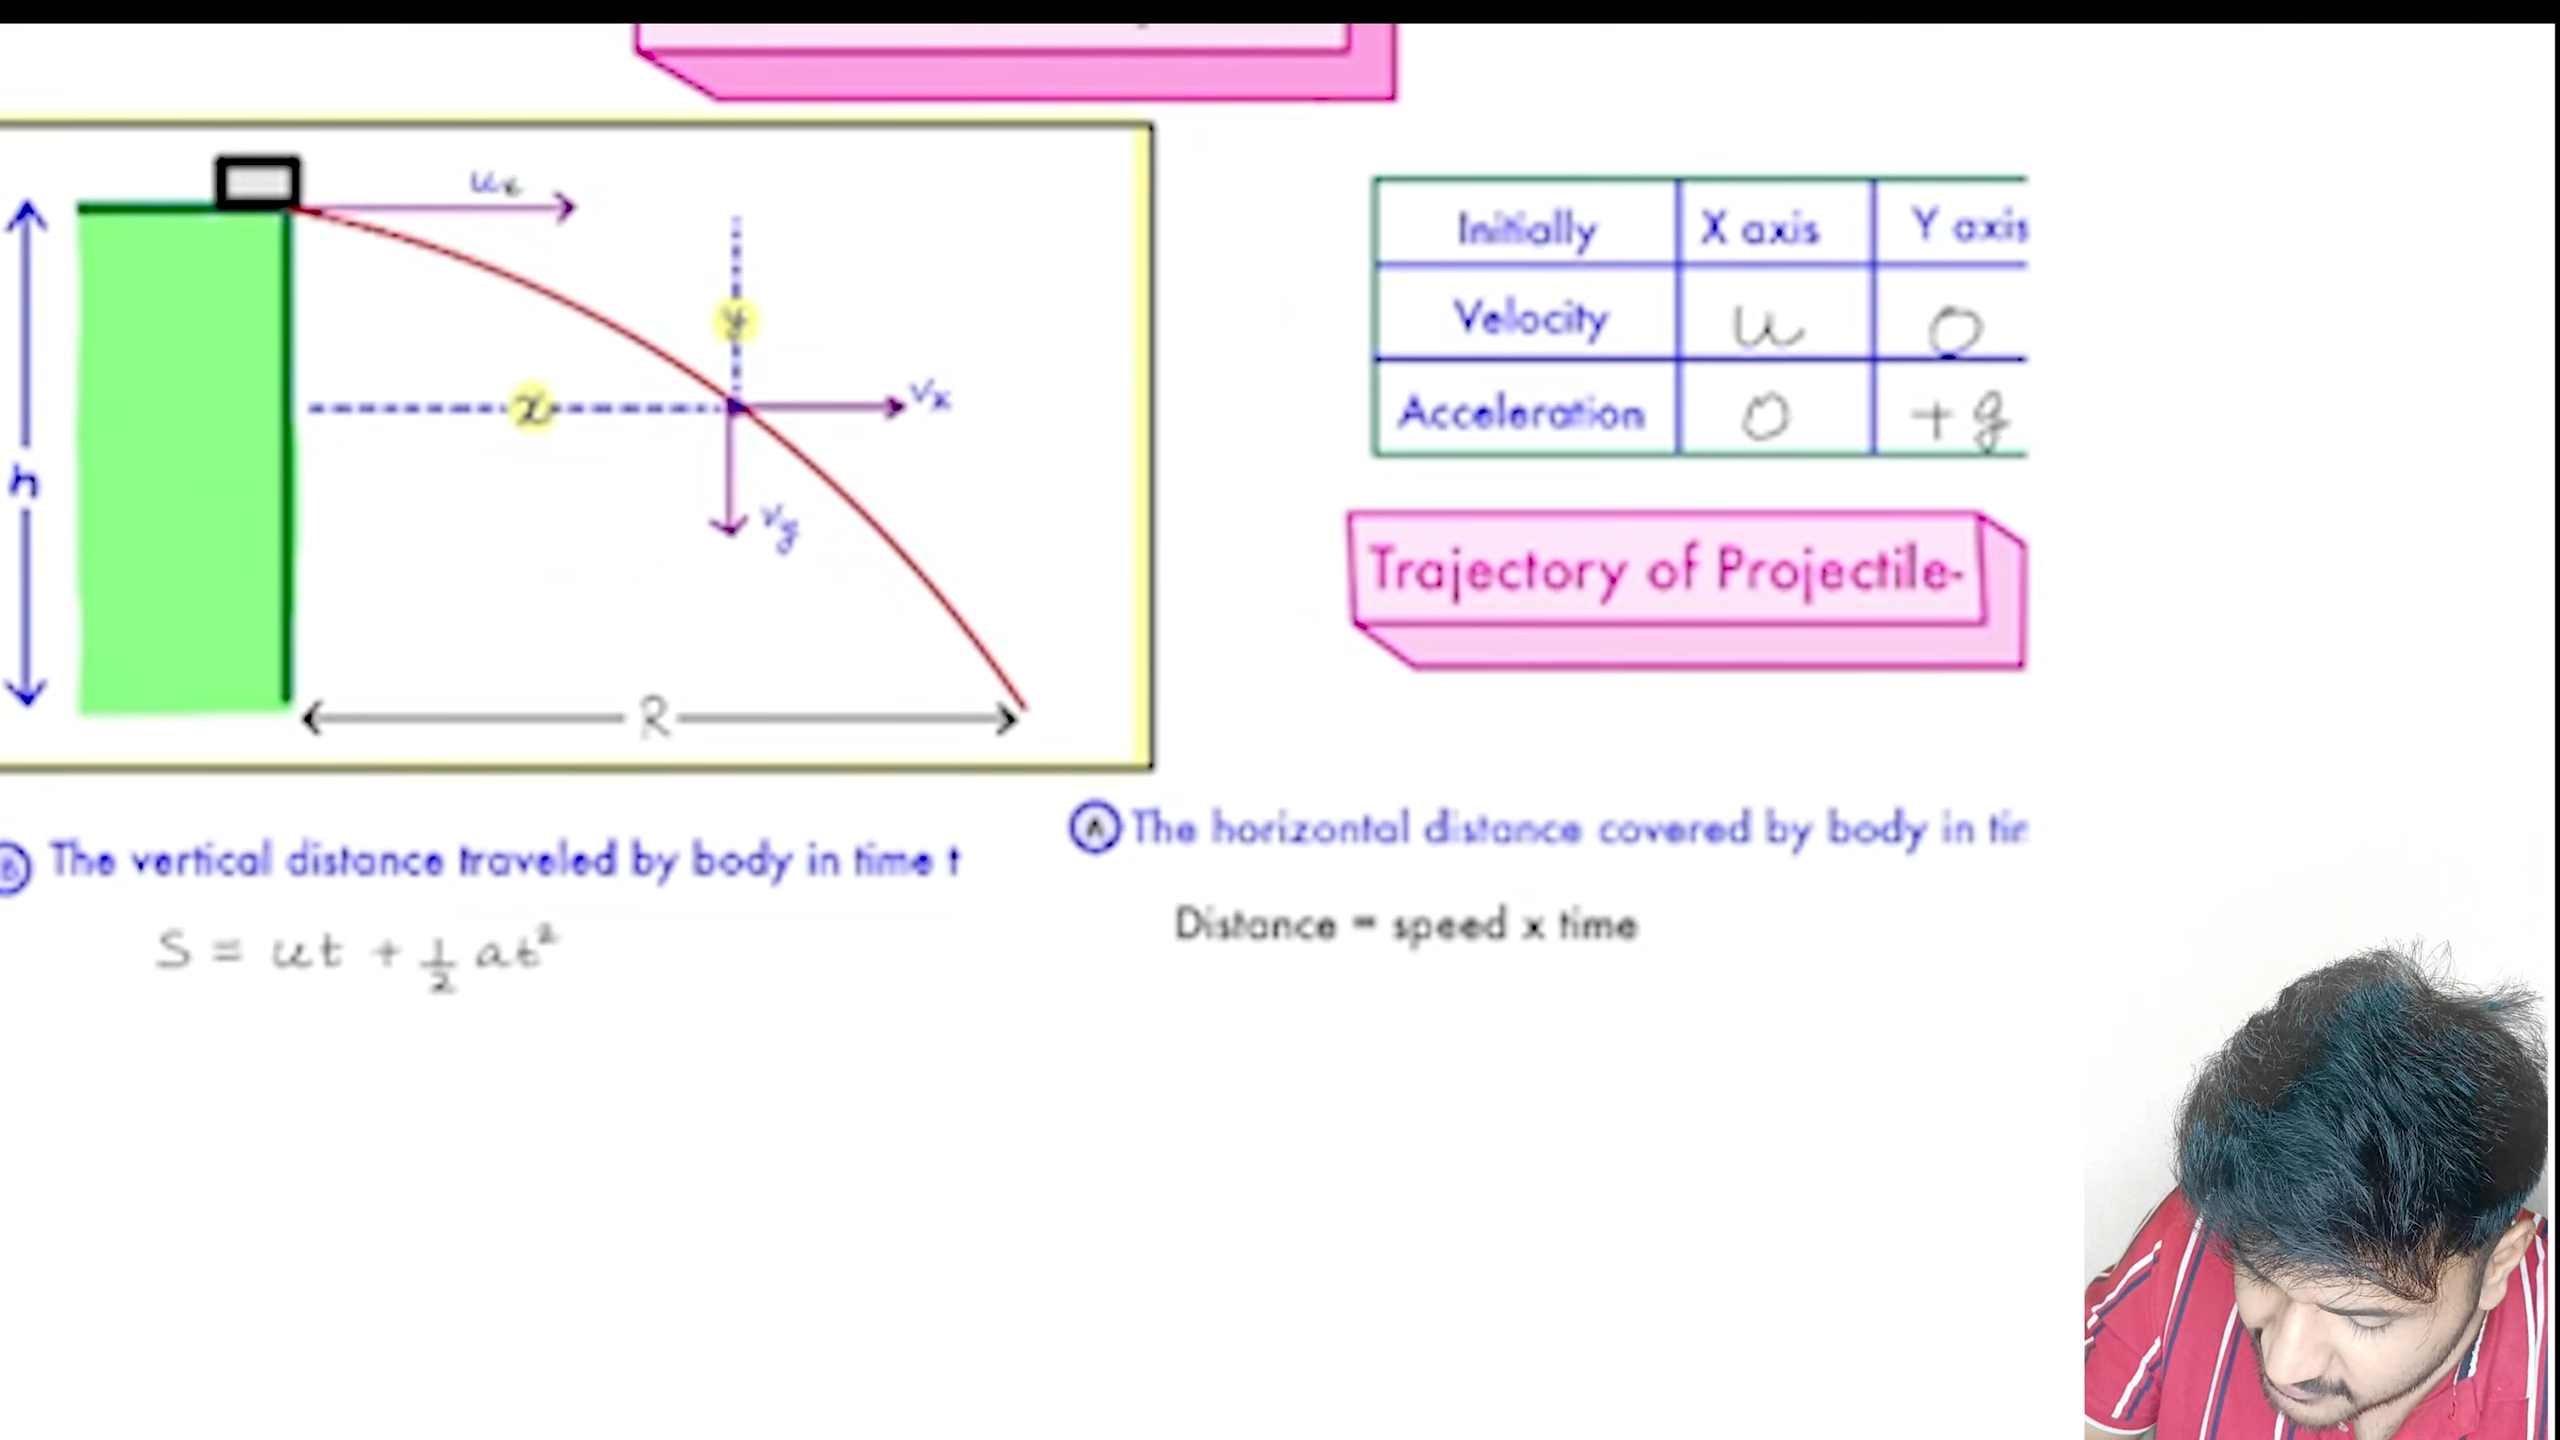 uₓ
Initially X axis Y axis
Velocity u 0
Acceleration 0 +g
y
x
vₓ
h
vᵧ
Trajectory of Projectile-
R
Ⓐ The horizontal distance covered by body in
Distance = speed x time
Ⓑ The vertical distance traveled by body in time t
S = ut + 1/2 at²